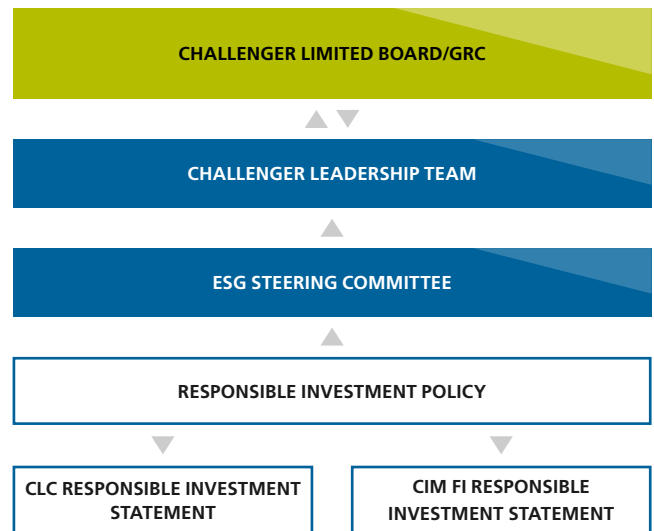 CHALLENGER LIMITED BOARD/GRC
CHALLENGER LEADERSHIP TEAM
ESG STEERING COMMITTEE
RESPONSIBLE INVESTMENT POLICY
CLC RESPONSIBLE INVESTMENT
STATEMENT
CIM FI RESPONSIBLE
INVESTMENT STATEMENT